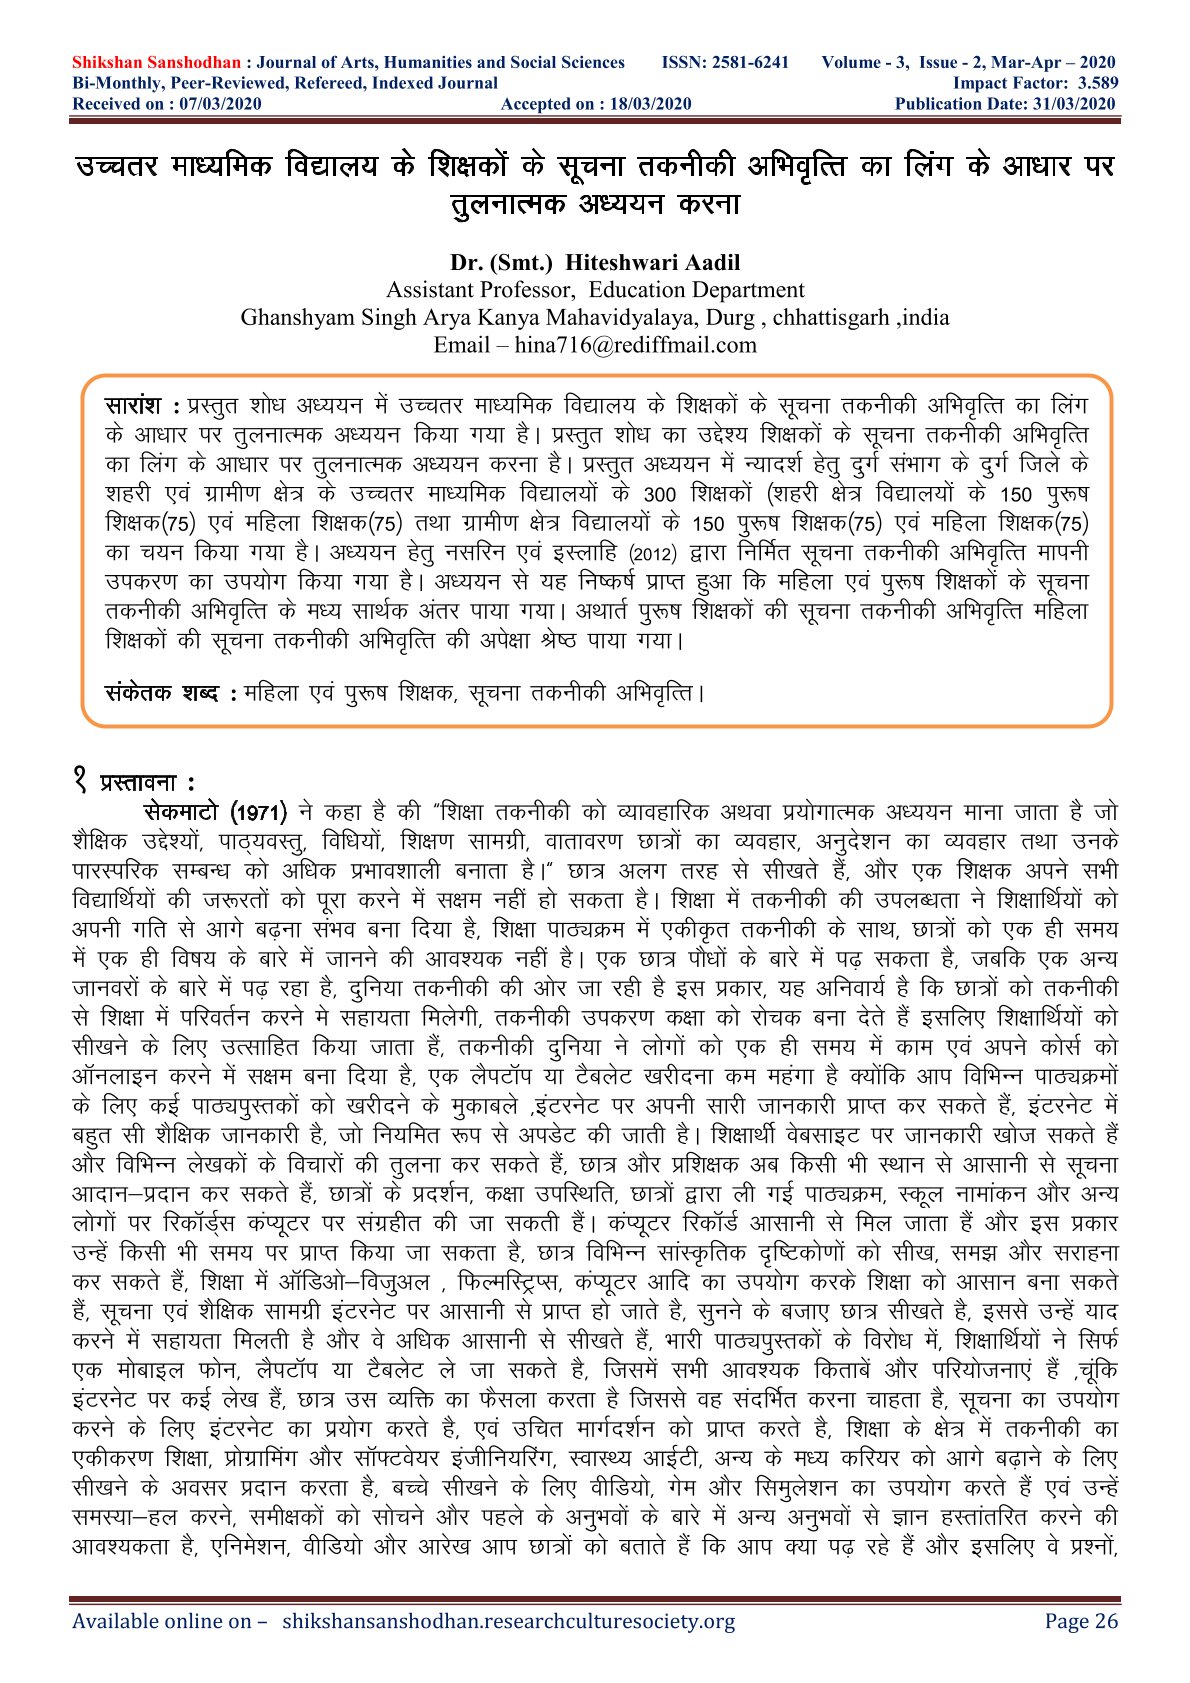 Shikshan Sanshodhan : Journal of Arts, Humanities and Social Sciences ISSN: 2581-6241 Volume - 3, Issue - 2, Mar-Apr – 2020
Bi-Monthly, Peer-Reviewed, Refereed, Indexed Journal Impact Factor: 3.589
Received on : 07/03/2020 Accepted on : 18/03/2020 Publication Date: 31/03/2020
उच्चतर माध्यमिक विद्यालय के शिक्षकों के सूचना तकनीकी अभिवृत्ति का लिंग के आधार पर
तुलनात्मक अध्ययन करना
Dr. (Smt.) Hiteshwari Aadil
Assistant Professor, Education Department
Ghanshyam Singh Arya Kanya Mahavidyalaya, Durg , chhattisgarh ,india
Email – hina716@rediffmail.com
सारांश : प्रस्तुत शोध अध्ययन में उच्चतर माध्यमिक विद्यालय के शिक्षकों के सूचना तकनीकी अभिवृत्ति का लिंग
के आधार पर तुलनात्मक अध्ययन किया गया है। प्रस्तुत शोध का उद्देश्य शिक्षकों के सूचना तकनीकी अभिवृत्ति
का लिंग के आधार पर तुलनात्मक अध्ययन करना है। प्रस्तुत अध्ययन में न्यादर्श हेतु दुर्ग संभाग के दुर्ग जिले के
शहरी एवं ग्रामीण क्षेत्र के उच्चतर माध्यमिक विद्यालयों के 300 शिक्षकों (शहरी क्षेत्र विद्यालयों के 150 पुरूष
शिक्षक(75) एवं महिला शिक्षक(75) तथा ग्रामीण क्षेत्र विद्यालयों के 150 पुरूष शिक्षक(75) एवं महिला शिक्षक(75)
का चयन किया गया है। अध्ययन हेतु नसरिन एवं इस्लाहि (2012) द्वारा निर्मित सूचना तकनीकी अभिवृत्ति मापनी
उपकरण का उपयोग किया गया है। अध्ययन से यह निष्कर्ष प्राप्त हुआ कि महिला एवं पुरूष शिक्षकों के सूचना
तकनीकी अभिवृत्ति के मध्य सार्थक अंतर पाया गया। अथार्त पुरूष शिक्षकों की सूचना तकनीकी अभिवृत्ति महिला
शिक्षकों की सूचना तकनीकी अभिवृत्ति की अपेक्षा श्रेष्ठ पाया गया।
संकेतक शब्द : महिला एवं पुरूष शिक्षक, सूचना तकनीकी अभिवृत्ति।
१ प्रस्तावना :
सेकमाटो (1971) ने कहा है की "शिक्षा तकनीकी को व्यावहारिक अथवा प्रयोगात्मक अध्ययन माना जाता है जो
शैक्षिक उद्देश्यों, पाठ्यवस्तु, विधियों, शिक्षण सामग्री, वातावरण छात्रों का व्यवहार, अनुदेशन का व्यवहार तथा उनके
पारस्परिक सम्बन्ध को अधिक प्रभावशाली बनाता है।" छात्र अलग तरह से सीखते हैं, और एक शिक्षक अपने सभी
विद्यार्थियों की जरूरतों को पूरा करने में सक्षम नहीं हो सकता है। शिक्षा में तकनीकी की उपलब्धता ने शिक्षार्थियों को
अपनी गति से आगे बढ़ना संभव बना दिया है, शिक्षा पाठ्यक्रम में एकीकृत तकनीकी के साथ, छात्रों को एक ही समय
में एक ही विषय के बारे में जानने की आवश्यक नहीं है। एक छात्र पौधों के बारे में पढ़ सकता है, जबकि एक अन्य
जानवरों के बारे में पढ़ रहा है, दुनिया तकनीकी की ओर जा रही है इस प्रकार, यह अनिवार्य है कि छात्रों को तकनीकी
से शिक्षा में परिवर्तन करने मे सहायता मिलेगी, तकनीकी उपकरण कक्षा को रोचक बना देते हैं इसलिए शिक्षार्थियों को
सीखने के लिए उत्साहित किया जाता हैं, तकनीकी दुनिया ने लोगों को एक ही समय में काम एवं अपने कोर्स को
ऑनलाइन करने में सक्षम बना दिया है, एक लैपटॉप या टैबलेट खरीदना कम महंगा है क्योंकि आप विभिन्न पाठ्यक्रमों
के लिए कई पाठ्यपुस्तकों को खरीदने के मुकाबले ,इंटरनेट पर अपनी सारी जानकारी प्राप्त कर सकते हैं, इंटरनेट में
बहुत सी शैक्षिक जानकारी है, जो नियमित रूप से अपडेट की जाती है। शिक्षार्थी वेबसाइट पर जानकारी खोज सकते हैं
और विभिन्न लेखकों के विचारों की तुलना कर सकते हैं, छात्र और प्रशिक्षक अब किसी भी स्थान से आसानी से सूचना
आदान–प्रदान कर सकते हैं, छात्रों के प्रदर्शन, कक्षा उपस्थिति, छात्रों द्वारा ली गई पाठ्यक्रम, स्कूल नामांकन और अन्य
लोगों पर रिकॉर्ड्स कंप्यूटर पर संग्रहीत की जा सकती हैं। कंप्यूटर रिकॉर्ड आसानी से मिल जाता हैं और इस प्रकार
उन्हें किसी भी समय पर प्राप्त किया जा सकता है, छात्र विभिन्न सांस्कृतिक दृष्टिकोणों को सीख, समझ और सराहना
कर सकते हैं, शिक्षा में ऑडिओ–विजुअल , फिल्मस्ट्रिप्स, कंप्यूटर आदि का उपयोग करके शिक्षा को आसान बना सकते
हैं, सूचना एवं शैक्षिक सामग्री इंटरनेट पर आसानी से प्राप्त हो जाते है, सुनने के बजाए छात्र सीखते है, इससे उन्हें याद
करने में सहायता मिलती है और वे अधिक आसानी से सीखते हैं, भारी पाठ्यपुस्तकों के विरोध में, शिक्षार्थियों ने सिर्फ
एक मोबाइल फोन, लैपटॉप या टैबलेट ले जा सकते है, जिसमें सभी आवश्यक किताबें और परियोजनाएं हैं ,चूंकि
इंटरनेट पर कई लेख हैं, छात्र उस व्यक्ति का फैसला करता है जिससे वह संदर्भित करना चाहता है, सूचना का उपयोग
करने के लिए इंटरनेट का प्रयोग करते है, एवं उचित मार्गदर्शन को प्राप्त करते है, शिक्षा के क्षेत्र में तकनीकी का
एकीकरण शिक्षा, प्रोग्रामिंग और सॉफ्टवेयर इंजीनियरिंग, स्वास्थ्य आईटी, अन्य के मध्य करियर को आगे बढ़ाने के लिए
सीखने के अवसर प्रदान करता है, बच्चे सीखने के लिए वीडियो, गेम और सिमुलेशन का उपयोग करते हैं एवं उन्हें
समस्या–हल करने, समीक्षकों को सोचने और पहले के अनुभवों के बारे में अन्य अनुभवों से ज्ञान हस्तांतरित करने की
आवश्यकता है, एनिमेशन, वीडियो और आरेख आप छात्रों को बताते हैं कि आप क्या पढ़ रहे हैं और इसलिए वे प्रश्नों,
Available online on – shikshansanshodhan.researchculturesociety.org Page 26